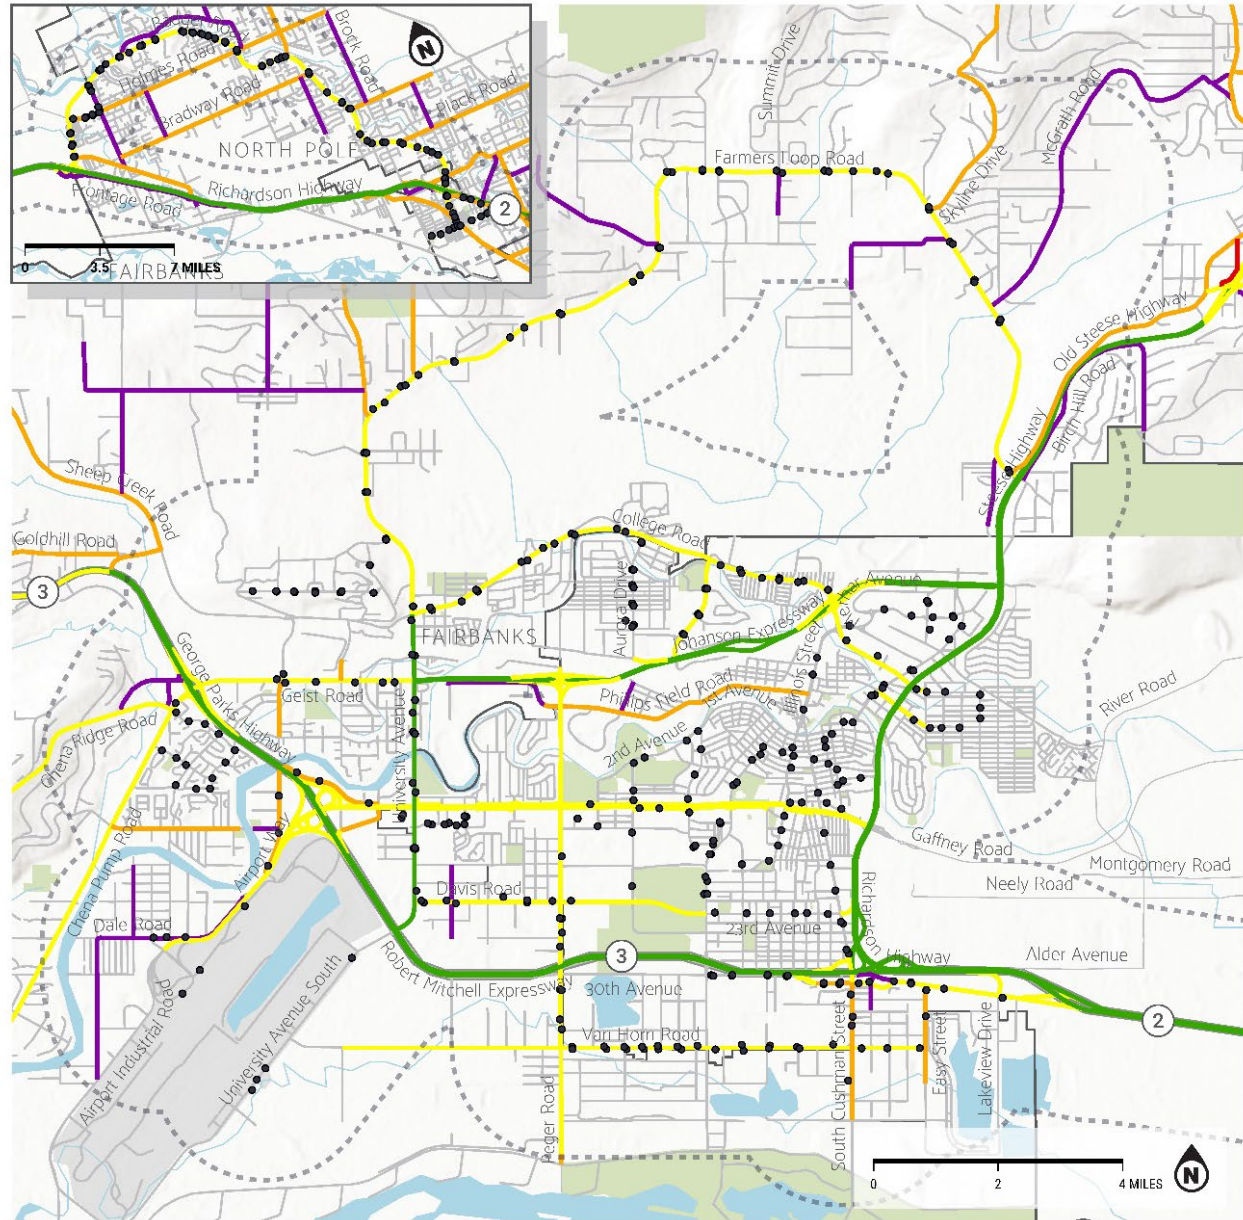 Badger Road
Brock Road
Holmes Road
Bradway Road
Black Road
NORTH POLE
Richardson Highway
Frontage Road
2
N
0 3.5 7 MILES
FAIRBANKS
Summit Drive
McGrath Road
Farmers Loop Road
Skyline Drive
Old Steese Highway
Birch Hill Road
Steese Highway
Sheep Creek Road
Goldhill Road
3
College Road
Aurora Drive
FAIRBANKS
Johansen Expressway
Illinois Street
George Parks Highway
Geist Road
University Avenue
Phillips Field Road
1st Avenue
2nd Avenue
River Road
Chena Ridge Road
Chena Pump Road
Airport Way
Gaffney Road
Montgomery Road
Neely Road
Davis Road
Dale Road
23rd Avenue
Richardson Highway
Alder Avenue
3
Robert Mitchell Expressway
30th Avenue
2
Airport Industrial Road
University Avenue South
Van Horn Road
Peger Road
South Cushman Street
Easy Street
Lakeview Drive
0 2 4 MILES
N